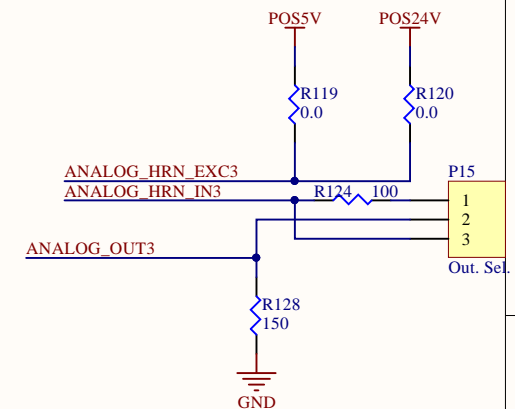 POS5V POS24V
R119 R120
0.0 0.0
ANALOG_HRN_EXC3 P15
ANALOG_HRN_IN3 R124 100 1
2
3
ANALOG_OUT3
Out. Sel.
R128
150
GND